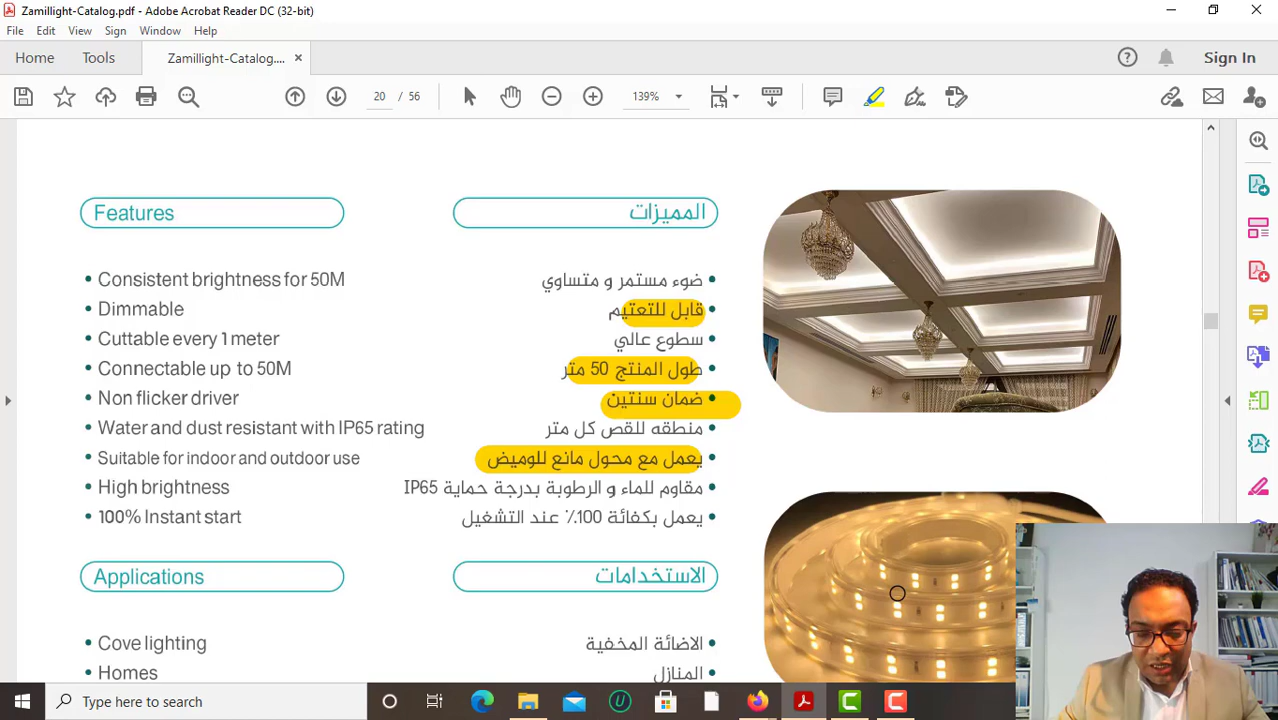 Zamillight-Catalog.pdf - Adobe Acrobat Reader DC (32-bit)
File Edit View Sign Window Help
Home Tools Zamillight-Catalog.... × Sign In
20 / 56 139%
Features
المميزات
• Consistent brightness for 50M
• ضوء مستمر و متساوي
• Dimmable
• قابل للتعتيم
• Cuttable every 1 meter
• سطوع عالي
• Connectable up to 50M
• طول المنتج 50 متر
• Non flicker driver
• ضمان سنتين
• Water and dust resistant with IP65 rating
• منطقه للقص كل متر
• Suitable for indoor and outdoor use
• يعمل مع محول مانع للوميض
• High brightness
• مقاوم للماء و الرطوبة بدرجة حماية IP65
• 100% Instant start
• يعمل بكفائة 100٪ عند التشغيل
Applications
الاستخدامات
• Cove lighting
• الاضائة المخفية
• Homes
• المنازل
Type here to search